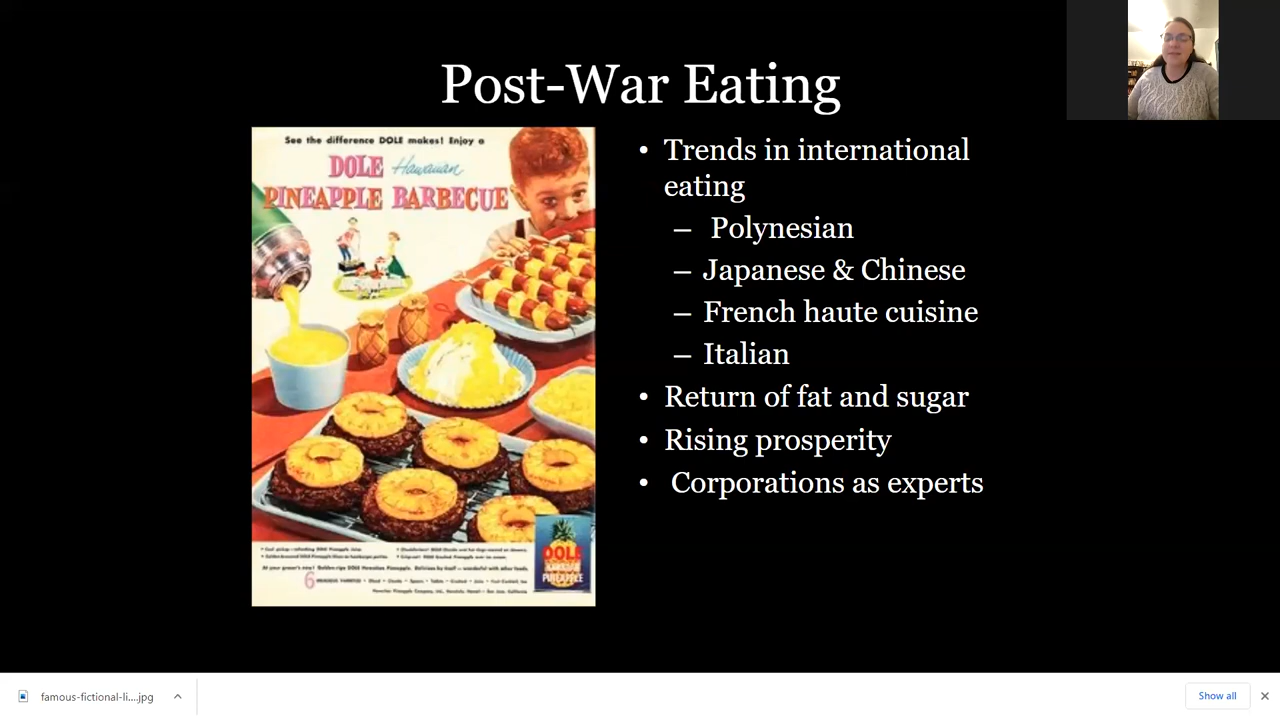 Post-War Eating
See the difference DOLE makes! Enjoy a
DOLE Hawaiian
PINEAPPLE BARBECUE
• Trends in international
eating
– Polynesian
– Japanese & Chinese
– French haute cuisine
– Italian
• Return of fat and sugar
• Rising prosperity
• Corporations as experts
DOLE
HAWAIIAN
PINEAPPLE
6
famous-fictional-li....jpg
Show all